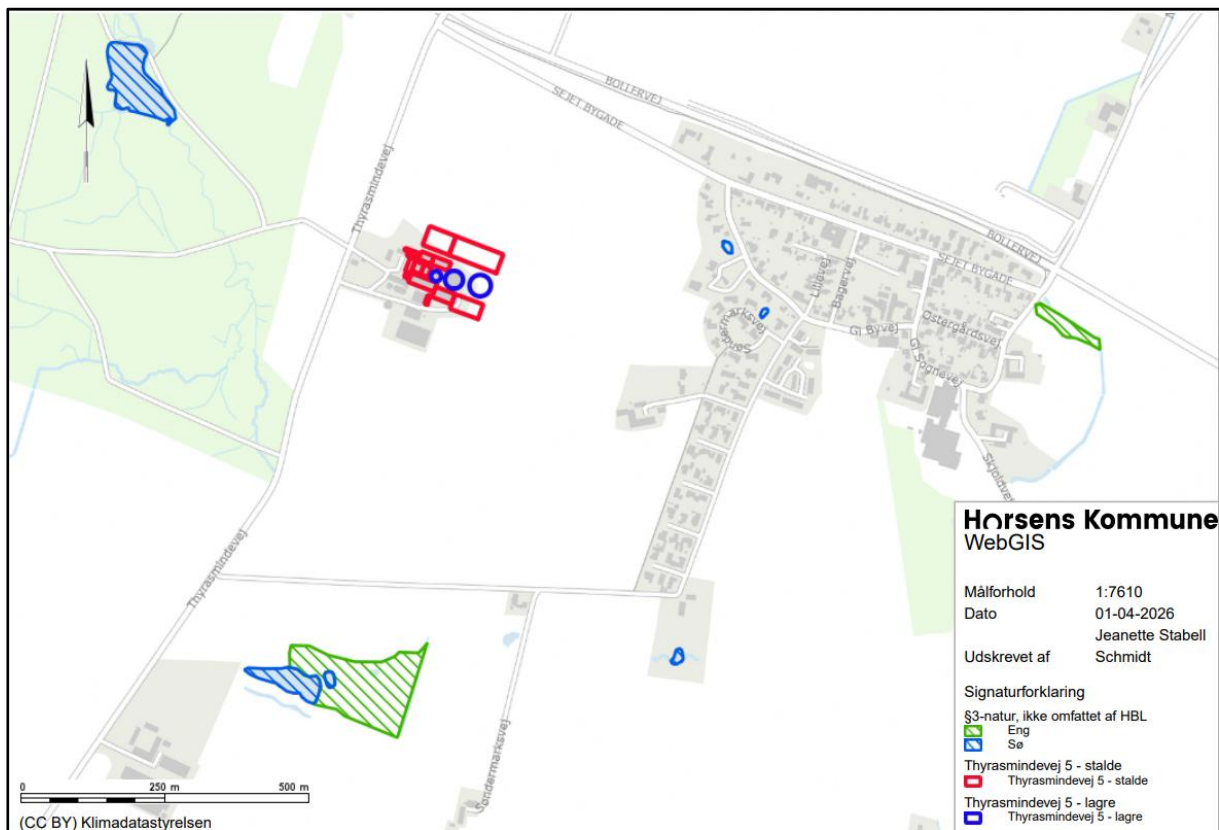 BOLLERVEJ
SEJET BYGADE
Thyrasmindevej
BOLLERVEJ
SEJET BYGADE
Lillevej
Bagervej
Østergårdsvej
Gl Byvej
Søndermarksvej
Gl Sognevej
Skjoldvej
Thyrasmindevej
Søndermarksvej
Horsens Kommune
WebGIS
Målforhold 1:7610
Dato 01-04-2026
Jeanette Stabell
Udskrevet af Schmidt
Signaturforklaring
§3-natur, ikke omfattet af HBL
Eng
Sø
Thyrasmindevej 5 - stalde
Thyrasmindevej 5 - stalde
Thyrasmindevej 5 - lagre
Thyrasmindevej 5 - lagre
0 250 m 500 m
(CC BY) Klimadatastyrelsen